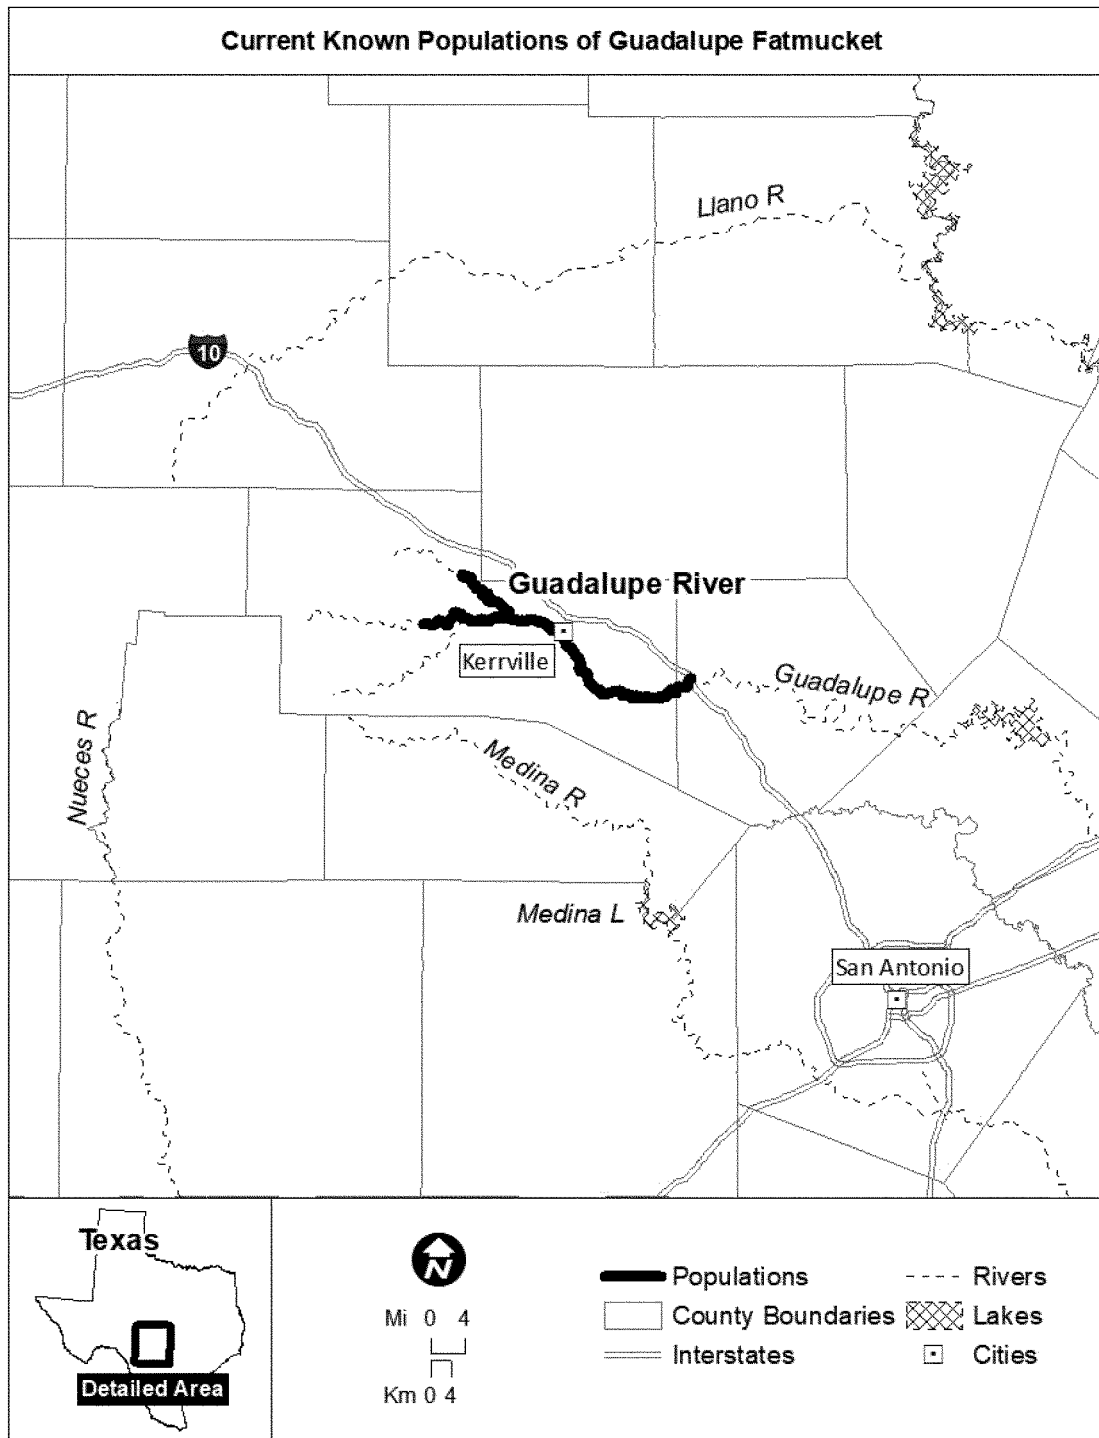 Current Known Populations of Guadalupe Fatmucket
Llano R
10
Guadalupe River
Kerrville
Guadalupe R
Nueces R
Medina R
Medina L
San Antonio
Texas
Detailed Area
N
Mi 0 4
Km 0 4
Populations
County Boundaries
Interstates
Rivers
Lakes
Cities